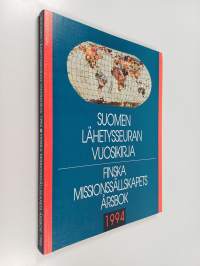 SUOMEN
LÄHETYSSEURAN
VUOSIKIRJA
FINSKA
MISSIONSSÄLLSKAPETS
ÅRSBOK
1994